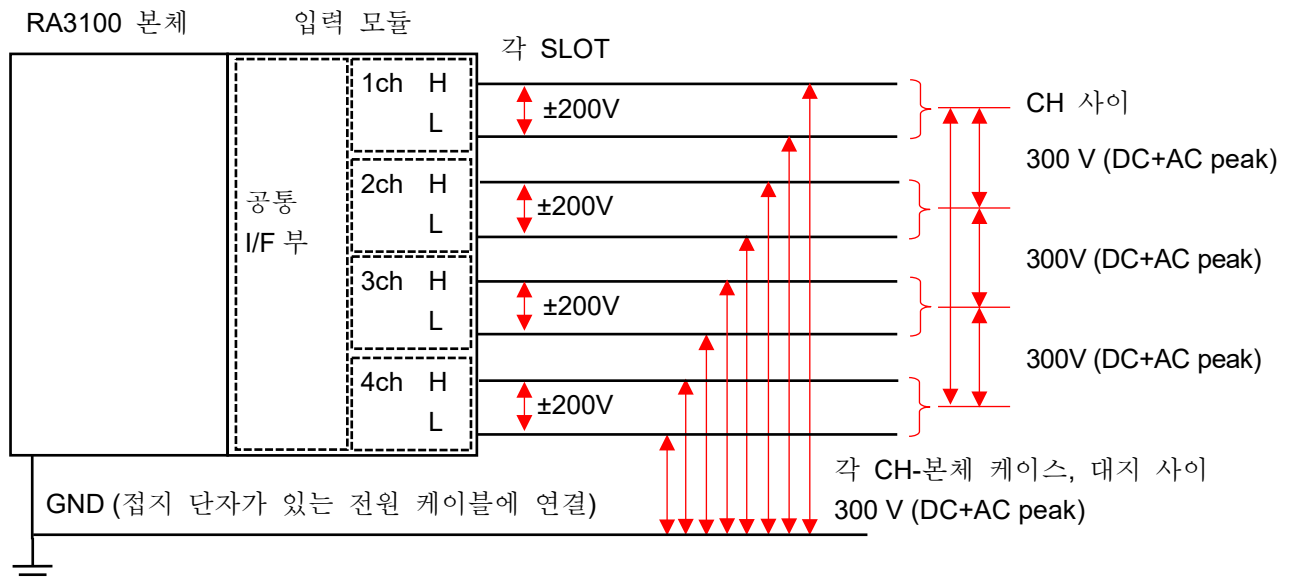 RA3100 본체
입력 모듈
각 SLOT
1ch H
L
±200V
CH 사이
300 V (DC+AC peak)
공통
I/F 부
2ch H
L
±200V
300V (DC+AC peak)
3ch H
L
±200V
300V (DC+AC peak)
4ch H
L
±200V
각 CH-본체 케이스, 대지 사이
300 V (DC+AC peak)
GND (접지 단자가 있는 전원 케이블에 연결)